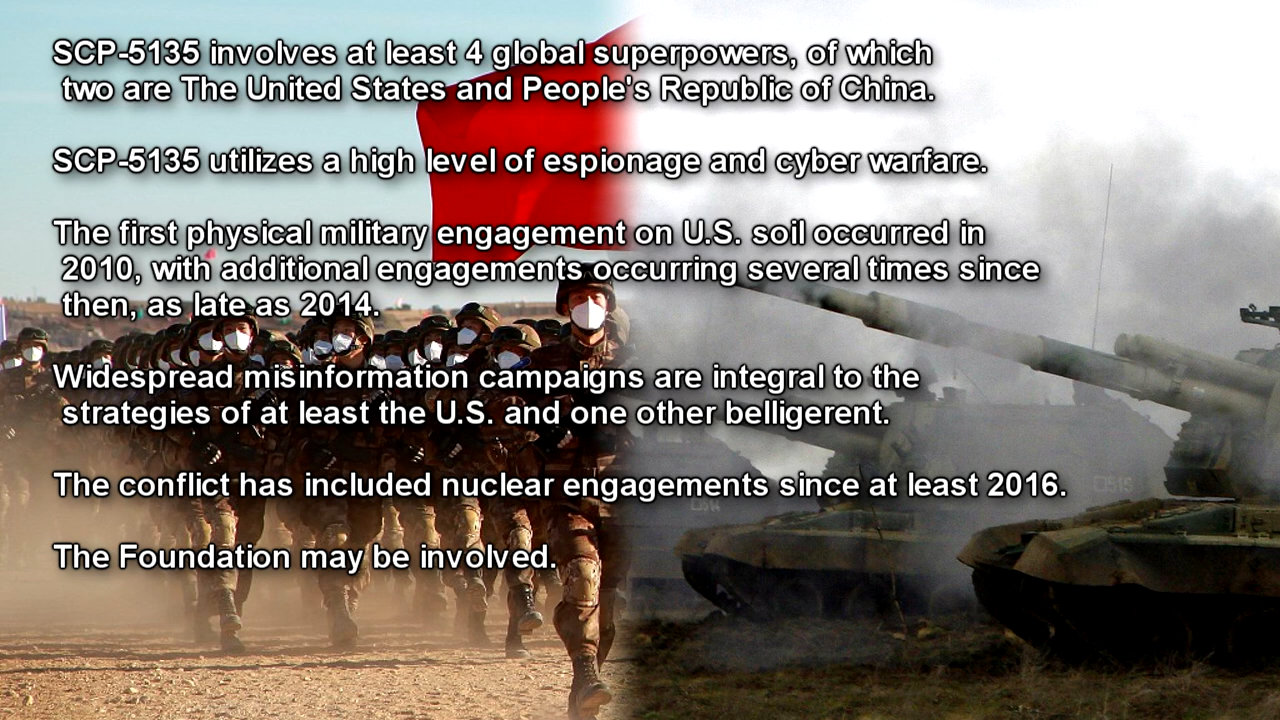 SCP-5135 involves at least 4 global superpowers, of which
two are The United States and People's Republic of China.
SCP-5135 utilizes a high level of espionage and cyber warfare.
The first physical military engagement on U.S. soil occurred in
2010, with additional engagements occurring several times since
then, as late as 2014.
Widespread misinformation campaigns are integral to the
strategies of at least the U.S. and one other belligerent.
The conflict has included nuclear engagements since at least 2016.
The Foundation may be involved.